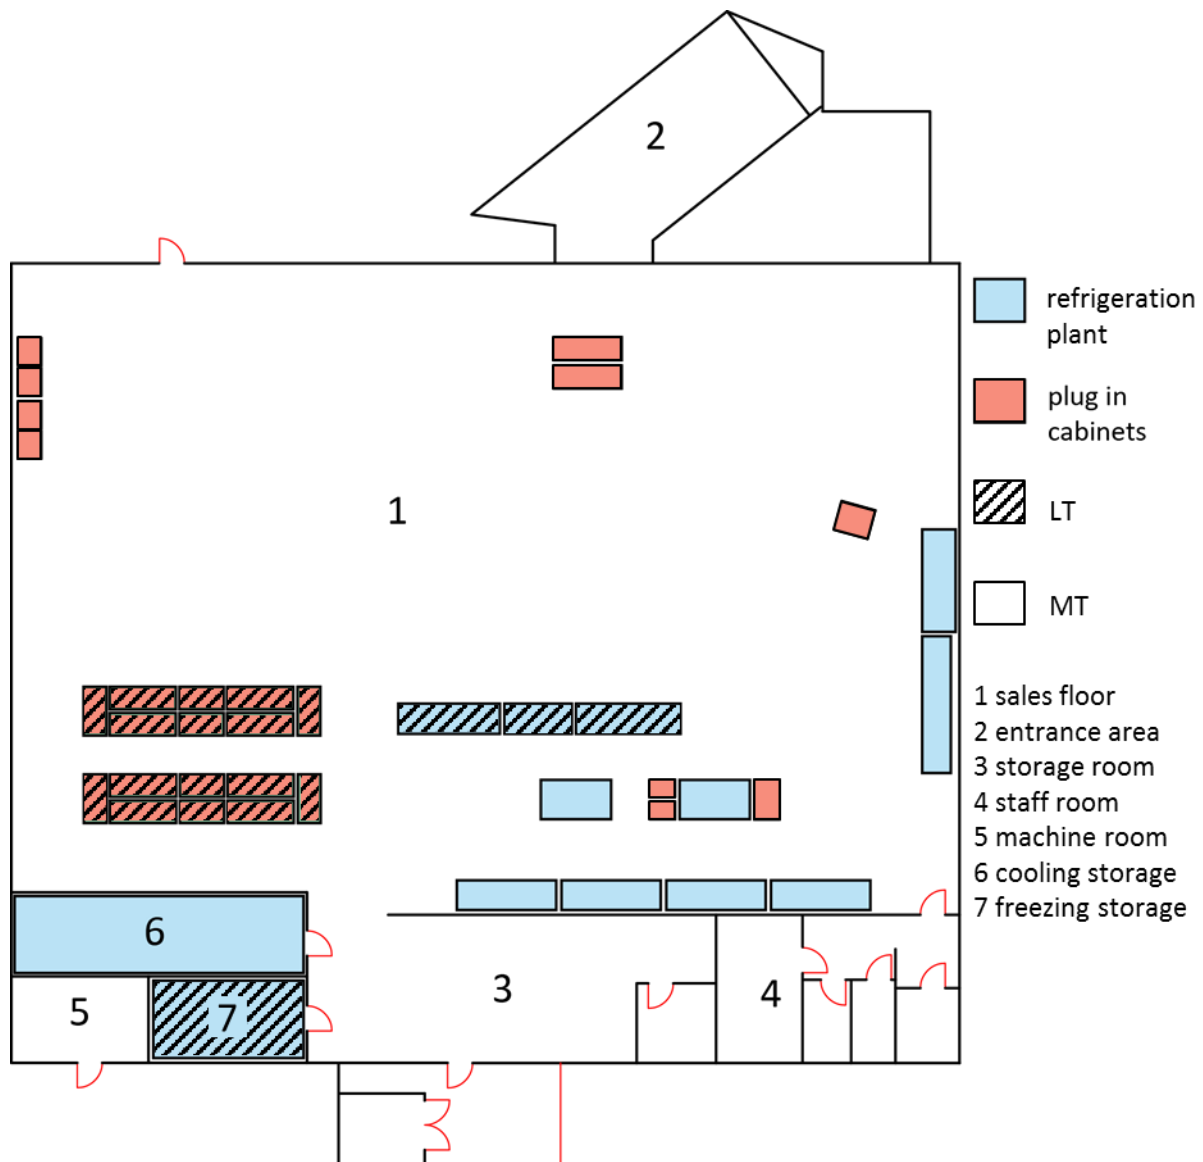 2
refrigeration
plant
plug in
cabinets
1
LT
MT
1 sales floor
2 entrance area
3 storage room
4 staff room
5 machine room
6 cooling storage
7 freezing storage
6
3
4
5
7